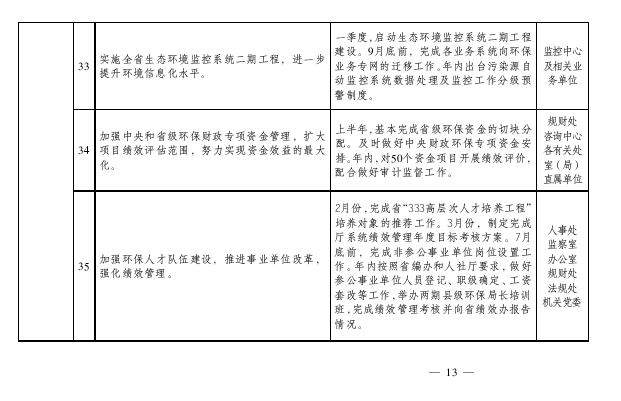 33
实施全省生态环境监控系统二期工程，进一步
提升环境信息化水平。
一季度，启动生态环境监控系统二期工程
建设。9月底前，完成各业务系统向环保
业务专网的迁移工作。年内出台污染源自
动监控系统数据处理及监控工作分级预
警制度。
监控中心
及相关业
务单位
34
加强中央和省级环保财政专项资金管理，扩大
项目绩效评估范围，努力实现资金效益的最大
化。
上半年，基本完成省级环保资金的切块分
配。及时做好中央财政环保专项资金安
排。年内，对50个资金项目开展绩效评价，
配合做好审计监督工作。
规财处
咨询中心
各有关处
室（局）
直属单位
35
加强环保人才队伍建设，推进事业单位改革，
强化绩效管理。
2月份，完成省“333高层次人才培养工程”
培养对象的推荐工作。3月份，制定完成
厅系统绩效管理年度目标考核方案。7月
底前，完成非参公事业单位岗位设置工
作。年内按照省编办和人社厅要求，做好
参公事业单位人员登记、职级确定、工资
套改等工作，举办两期县级环保局长培训
班，完成绩效管理考核并向省绩效办报告
情况。
人事处
监察室
办公室
规财处
法规处
机关党委
— 13 —